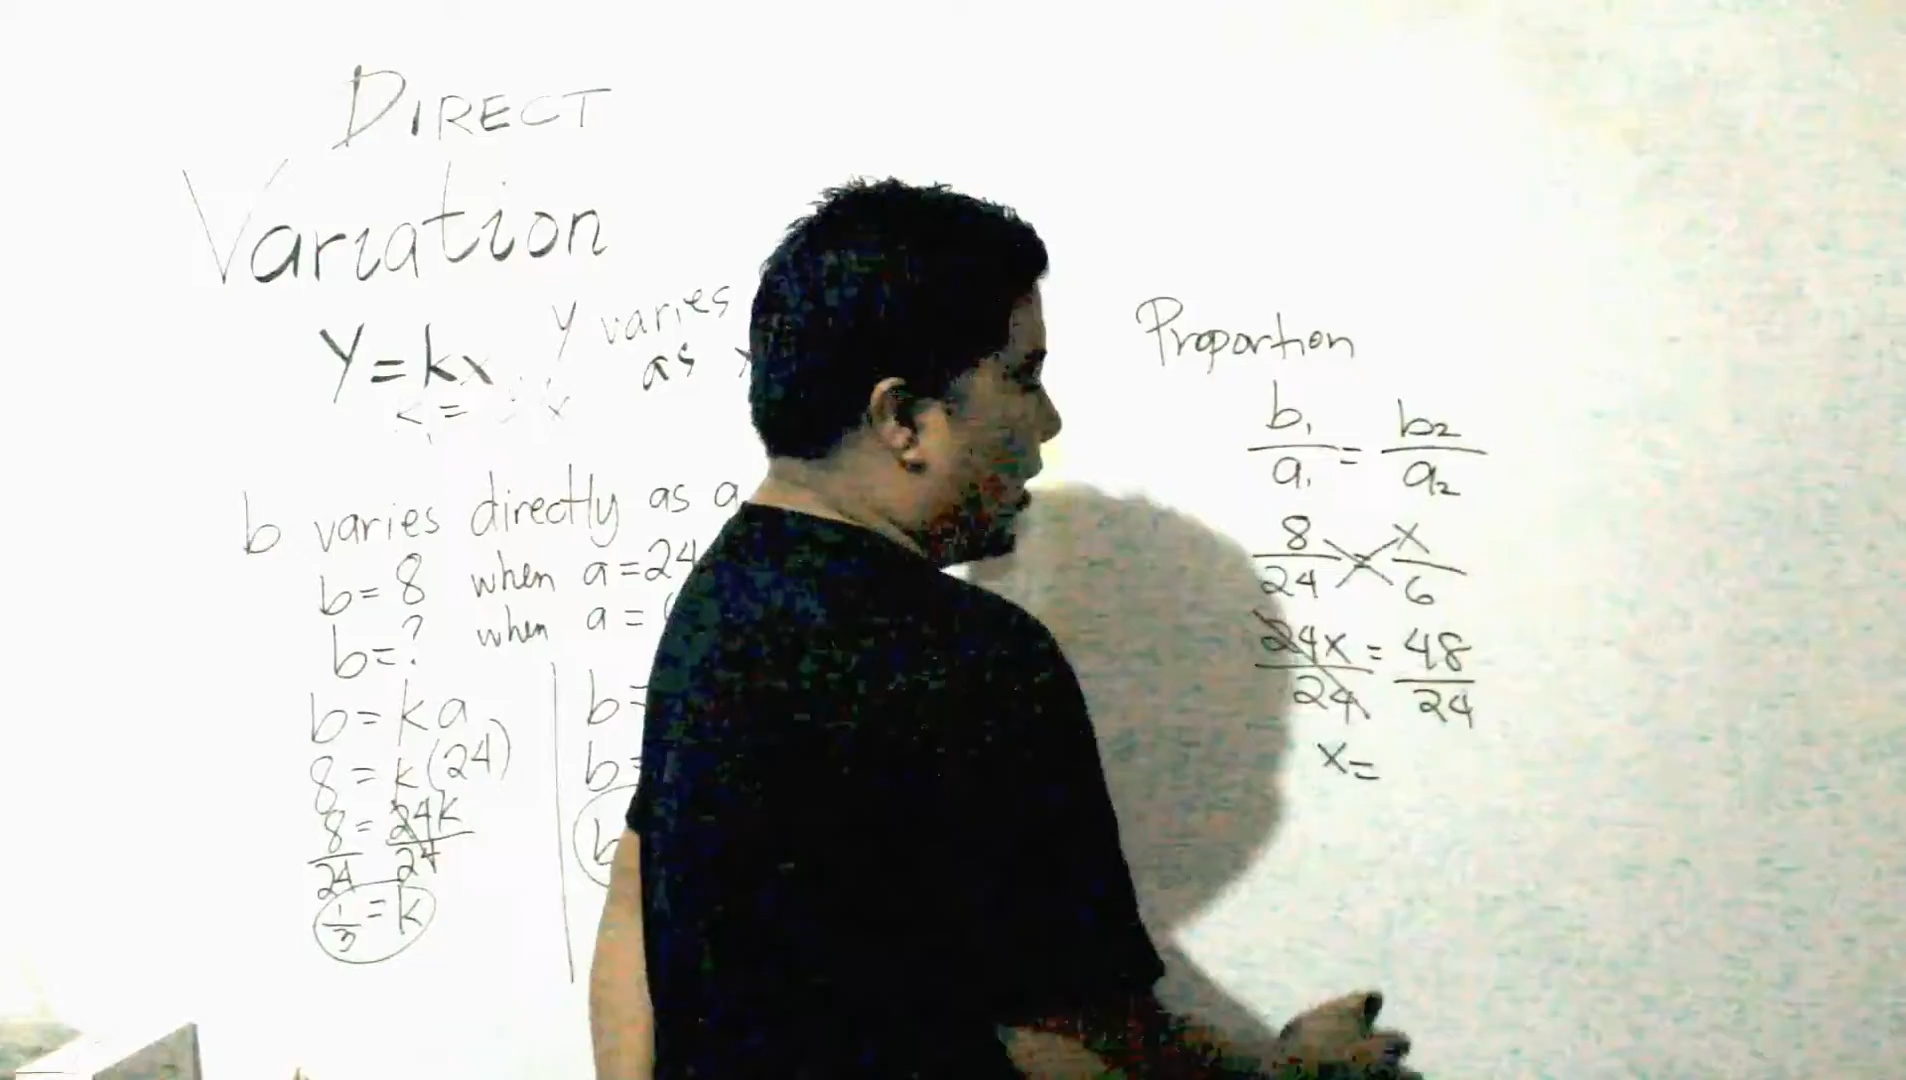 DIRECT
Variation
Y = kx
Y varies
as x
b varies directly as a
b = 8 when a = 24
b = ? when a =
b = ka
8 = k(24)
8/24 = 24k/24
1/3 = k
b =
b =
b
Proportion
b₁/a₁ = b₂/a₂
8/24 = x/6
24x/24 = 48/24
x =